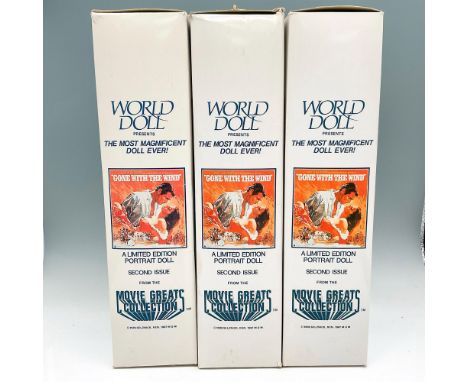 WORLD
DOLL
PRESENTS
THE MOST MAGNIFICENT
DOLL EVER!
"GONE WITH THE WIND"
A LIMITED EDITION
PORTRAIT DOLL
SECOND ISSUE
FROM THE
MOVIE GREATS
COLLECTION
WORLD
DOLL
PRESENTS
THE MOST MAGNIFICENT
DOLL EVER!
"GONE WITH THE WIND"
A LIMITED EDITION
PORTRAIT DOLL
SECOND ISSUE
FROM THE
MOVIE GREATS
COLLECTION
WORLD
DOLL
PRESENTS
THE MOST MAGNIFICENT
DOLL EVER!
"GONE WITH THE WIND"
A LIMITED EDITION
PORTRAIT DOLL
SECOND ISSUE
FROM THE
MOVIE GREATS
COLLECTION